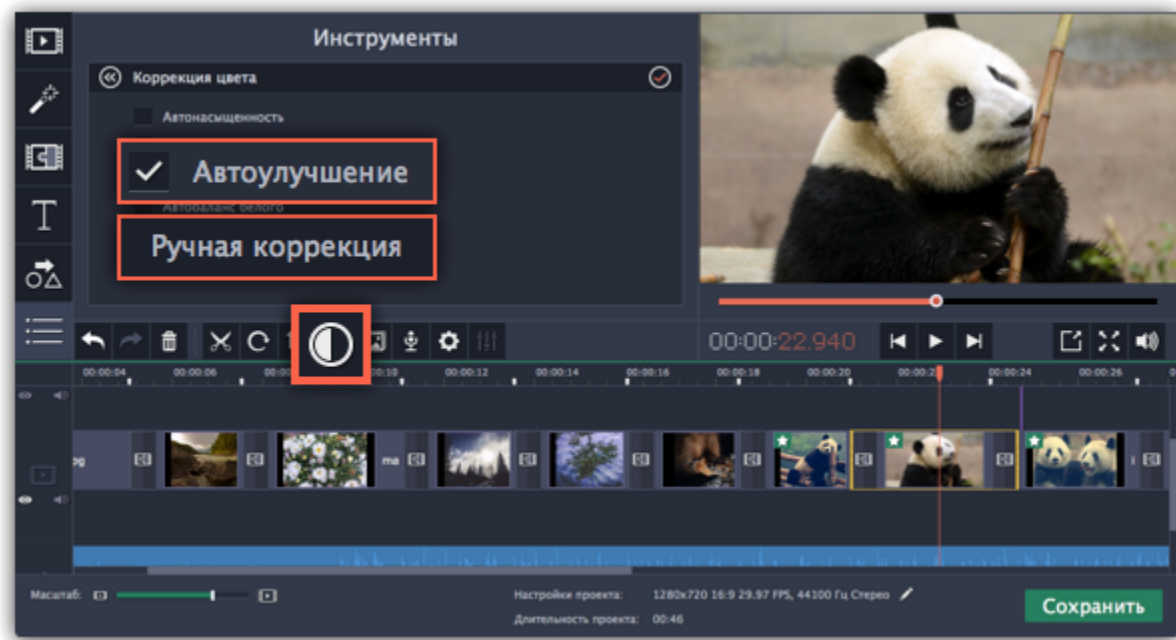 Инструменты
Коррекция цвета
Автонасыщенность
Автоулучшение
Автобаланс белого
Ручная коррекция
T
00:00:22.940
00:00:04 00:00:06 00:00:12 00:00:14 00:00:16 00:00:18 00:00:20 00:00:24 00:00:26
pg ma
Масштаб:
Настройки проекта: 1280x720 16:9 29.97 FPS, 44100 Гц Стерео
Длительность проекта: 00:46
Сохранить